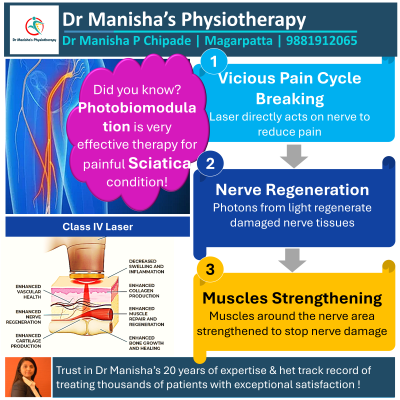 Dr Manisha's Physiotherapy
Dr Manisha P Chipade | Magarpatta | 9881912065
Dr Manisha's Physiotherapy
Did you know?
Photobiomodula
tion is very
effective therapy for
painful Sciatica
condition!
1
Vicious Pain Cycle
Breaking
Laser directly acts on nerve to
reduce pain
2
Nerve Regeneration
Photons from light regenerate
damaged nerve tissues
3
Muscles Strengthening
Muscles around the nerve area
strengthened to stop nerve damage
Class IV Laser
DECREASED
SWELLING AND
INFLAMMATION
ENHANCED
VASCULAR
HEALTH
ENHANCED
COLLAGEN
PRODUCTION
ENHANCED
NERVE
REGENERATION
ENHANCED
MUSCLE
REPAIR AND
REGENERATION
ENHANCED
CARTILAGE
PRODUCTION
ENHANCED
BONE GROWTH
AND HEALING
Trust in Dr Manisha's 20 years of expertise & het track record of
treating thousands of patients with exceptional satisfaction !